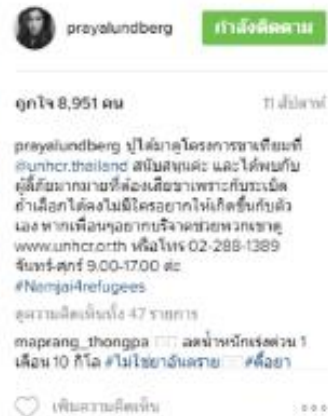 prayalundberg
กำลังติดตาม
ถูกใจ 8,951 คน
11 สัปดาห์
prayalundberg ปูได้มาดูโครงการขาเทียมที่
@unhcr.thailand สนับสนุนค่ะ และได้พบกับ
ผู้ลี้ภัยมากมายที่ต้องเสียขาเพราะกับระเบิด
ถ้าเลือกได้คงไม่มีใครอยากให้เกิดขึ้นกับตัว
เอง หากเพื่อนๆอยากบริจาคช่วยพวกเขาดู
www.unhcr.or.th หรือโทร 02-288-1389
จันทร์-ศุกร์ 9.00-17.00 ค่ะ
#Namjai4refugees
ดูความคิดเห็นทั้ง 47 รายการ
maprang_thongpa ลดน้ำหนักเร่งด่วน 1
เดือน 10 กิโล #ไม่ใช่ยาอันตราย #ดื้อยา
เพิ่มความคิดเห็น